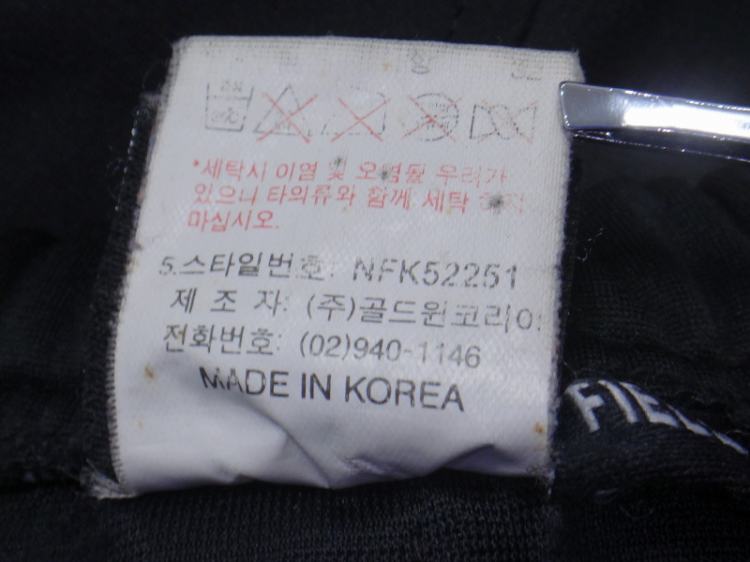 *세탁시 이염 및 오염될 우려가
있으니 타의류와 함께 세탁
마십시오.
5.스타일번호: NFK52251
제 조 자: (주)골드윈코리아
전화번호: (02)940-1146
MADE IN KOREA